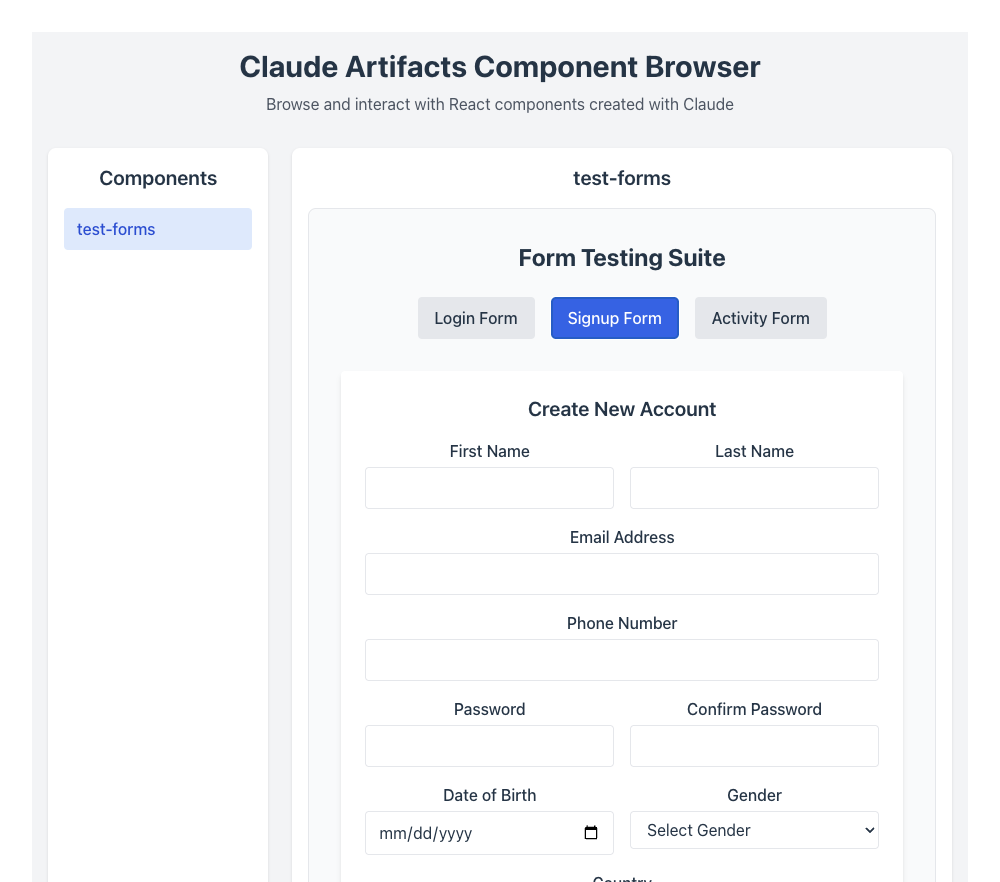 Claude Artifacts Component Browser
Browse and interact with React components created with Claude
Components
test-forms
test-forms
Form Testing Suite
Login Form
Signup Form
Activity Form
Create New Account
First Name
Last Name
Email Address
Phone Number
Password
Confirm Password
Date of Birth
Gender
mm/dd/yyyy
Select Gender
Country